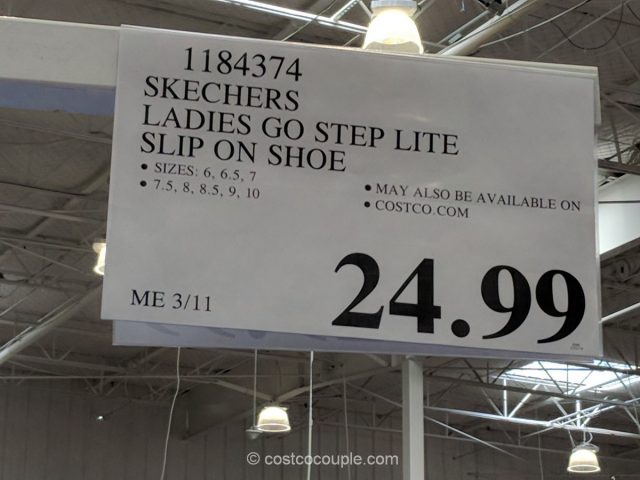 1184374
SKECHERS
LADIES GO STEP LITE
SLIP ON SHOE
• SIZES: 6, 6.5, 7
• 7.5, 8, 8.5, 9, 10
• MAY ALSO BE AVAILABLE ON
• COSTCO.COM
24.99
ME 3/11
© costcocouple.com